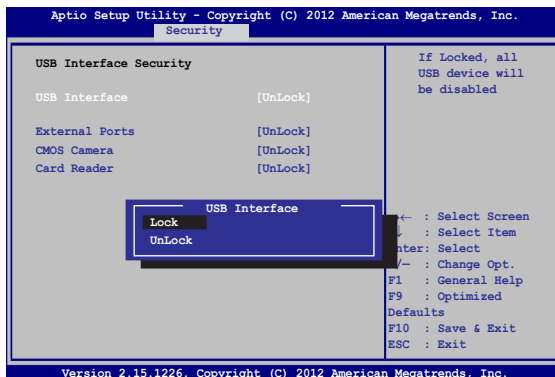 Aptio Setup Utility - Copyright (C) 2012 American Megatrends, Inc.
Security
USB Interface Security
USB Interface [UnLock]
External Ports [UnLock]
CMOS Camera [UnLock]
Card Reader [UnLock]
If Locked, all
USB device will
be disabled
USB Interface
Lock
UnLock
← : Select Screen
↓ : Select Item
nter: Select
/— : Change Opt.
F1 : General Help
F9 : Optimized
Defaults
F10 : Save & Exit
ESC : Exit
Version 2.15.1226. Copyright (C) 2012 American Megatrends, Inc.